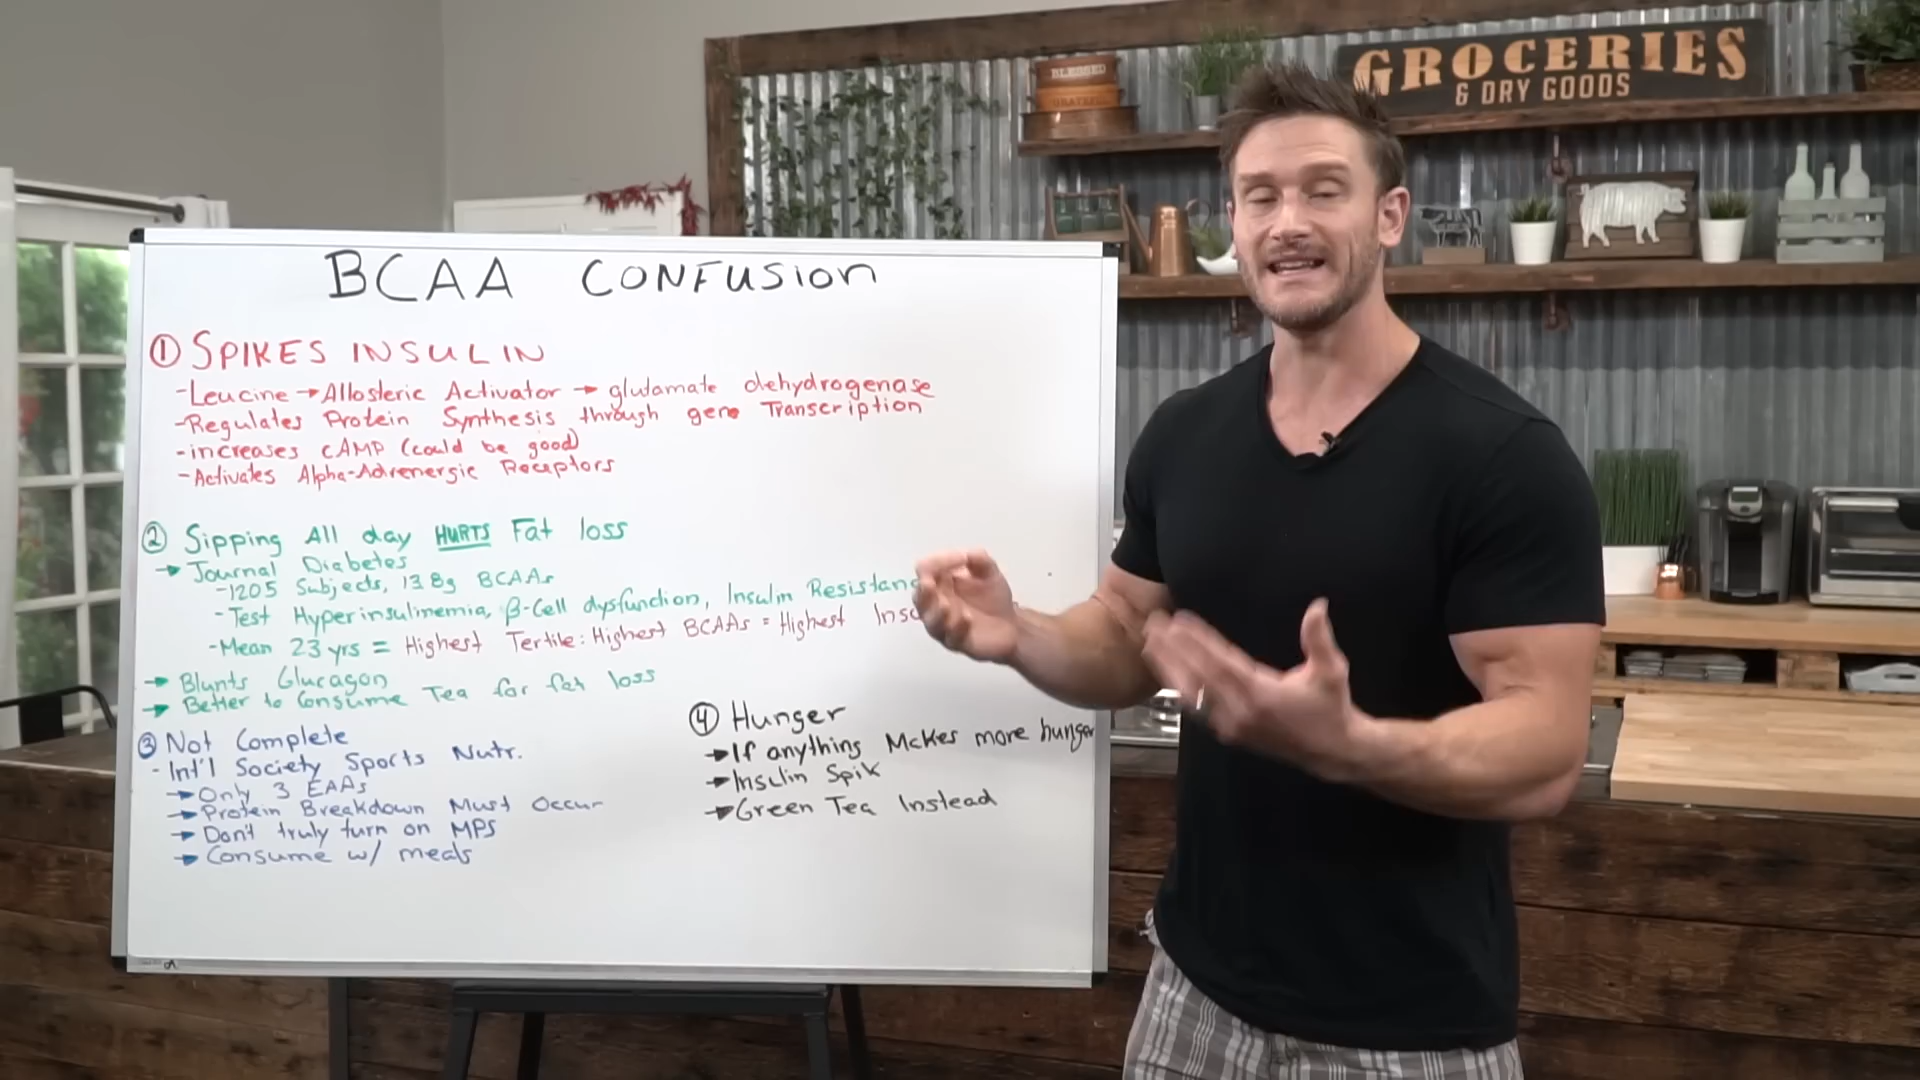 BLESSED
GRATEFUL
GROCERIES
& DRY GOODS
BCAA CONFUSION
① SPIKES INSULIN
-Leucine → Allosteric Activator → glutamate dehydrogenase
-Regulates Protein Synthesis through gene Transcription
-increases cAMP (could be good)
-Activates Alpha-Adrenergic Receptors
② Sipping All day HURTS Fat loss
→ Journal Diabetes
-1205 Subjects, 13.8g BCAAs
-Test Hyperinsulinemia, β-Cell dysfunction, Insulin Resistanc
-Mean 23 yrs = Highest Tertile: Highest BCAAs = Highest Ins
→ Blunts Glucagon
→ Better to Consume Tea for fat loss
③ Not Complete
- Int'l Society Sports Nutr.
→ Only 3 EAAs
→ Protein Breakdown Must Occur
→ Don't truly turn on MPS
→ Consume w/ meals
④ Hunger
→ If anything Makes more hunger
→ Insulin Spik
→ Green Tea Instead